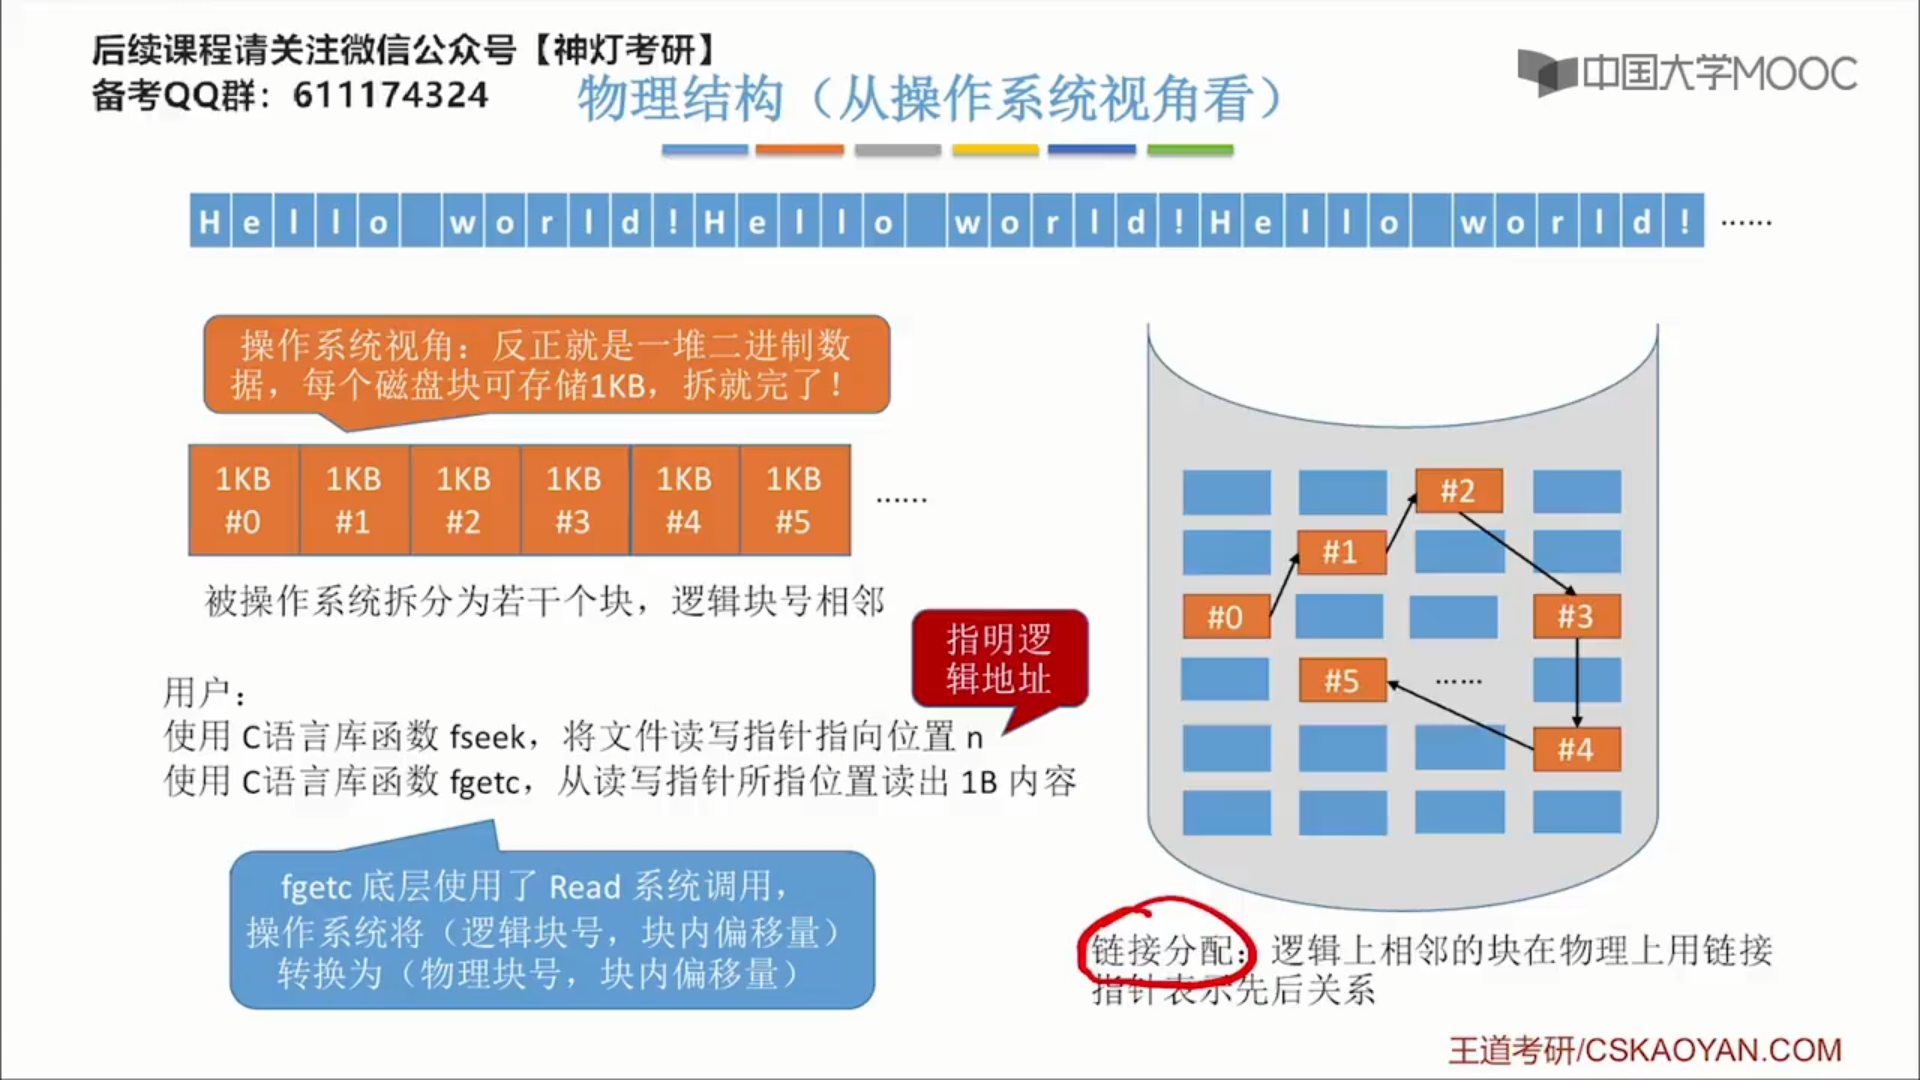 后续课程请关注微信公众号【神灯考研】
备考QQ群：611174324
中国大学MOOC
物理结构（从操作系统视角看）
Hello world!Hello world!Hello world! ……
操作系统视角：反正就是一堆二进制数
据，每个磁盘块可存储1KB，拆就完了！
1KB 1KB 1KB 1KB 1KB 1KB
#0 #1 #2 #3 #4 #5 ……
被操作系统拆分为若干个块，逻辑块号相邻
指明逻
辑地址
用户：
使用 C语言库函数 fseek，将文件读写指针指向位置 n
使用 C语言库函数 fgetc，从读写指针所指位置读出 1B 内容
fgetc 底层使用了 Read 系统调用，
操作系统将（逻辑块号，块内偏移量）
转换为（物理块号，块内偏移量）
#2
#1
#0 #3
#5 ……
#4
链接分配：逻辑上相邻的块在物理上用链接
指针表示先后关系
王道考研/CSKAOYAN.COM